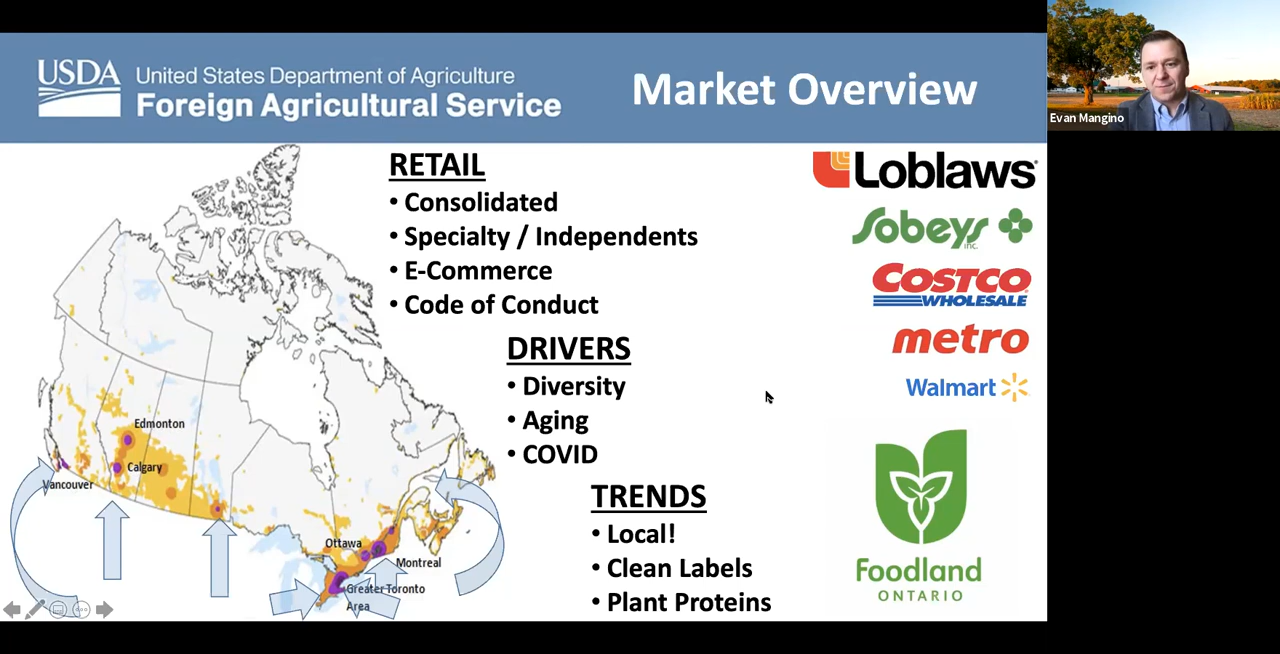 USDA
United States Department of Agriculture
Foreign Agricultural Service
Market Overview
Evan Mangino
RETAIL
• Consolidated
• Specialty / Independents
• E-Commerce
• Code of Conduct
DRIVERS
• Diversity
• Aging
• COVID
TRENDS
• Local!
• Clean Labels
• Plant Proteins
Loblaws
Sobeys
inc.
COSTCO
WHOLESALE
metro
Walmart
Foodland
ONTARIO
Edmonton
Calgary
Vancouver
Ottawa
Montreal
Greater Toronto
Area